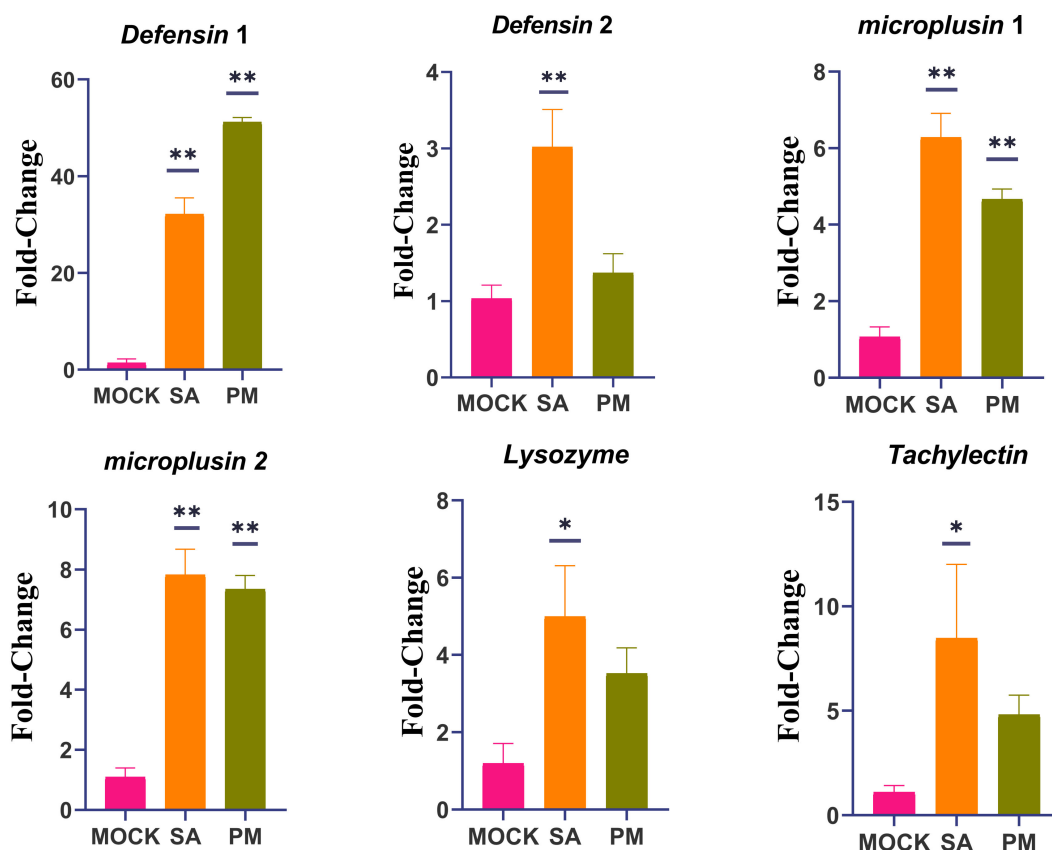 Defensin 1
**
**
60
40
20
0
Fold-Change
MOCK SA PM
Defensin 2
**
4
3
2
1
0
Fold-Change
MOCK SA PM
microplusin 1
**
**
8
6
4
2
0
Fold-Change
MOCK SA PM
microplusin 2
**
**
10
8
6
4
2
0
Fold-Change
MOCK SA PM
Lysozyme
*
8
6
4
2
0
Fold-Change
MOCK SA PM
Tachylectin
*
15
10
5
0
Fold-Change
MOCK SA PM